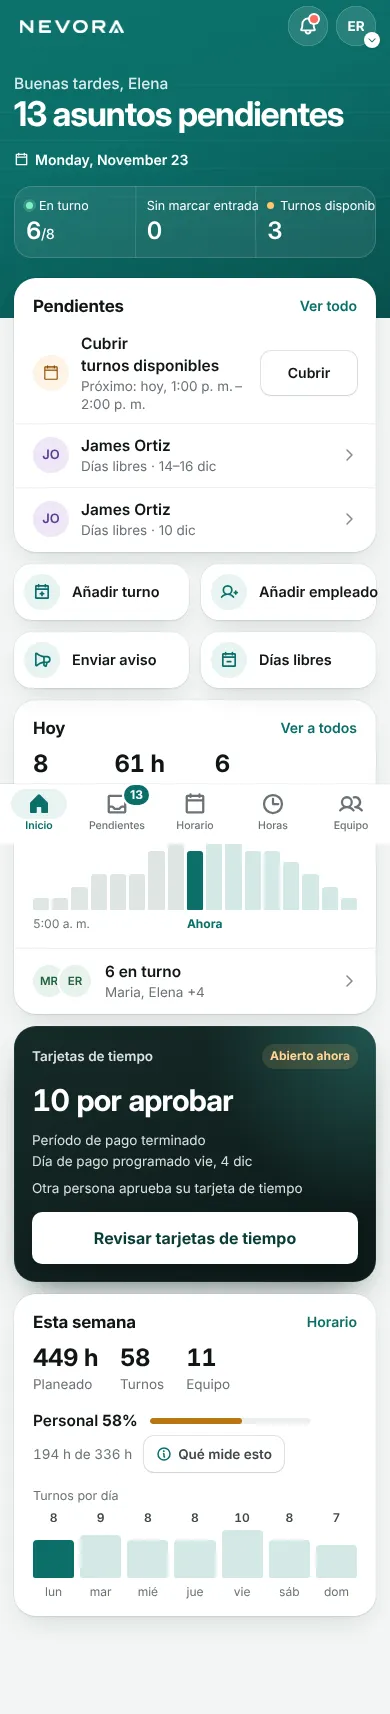 NEVORA
ER
Buenas tardes, Elena
13 asuntos pendientes
Monday, November 23
En turno
Sin marcar entrada
Turnos disponib
6/8
0
3
Pendientes
Ver todo
Cubrir
turnos disponibles
Próximo: hoy, 1:00 p. m. –
2:00 p. m.
Cubrir
JO
James Ortiz
Días libres · 14–16 dic
JO
James Ortiz
Días libres · 10 dic
Añadir turno
Añadir empleado
Enviar aviso
Días libres
Hoy
Ver a todos
8
61 h
6
13
Inicio
Pendientes
Horario
Horas
Equipo
5:00 a. m.
Ahora
MR
ER
6 en turno
Maria, Elena +4
Tarjetas de tiempo
Abierto ahora
10 por aprobar
Período de pago terminado
Día de pago programado vie, 4 dic
Otra persona aprueba su tarjeta de tiempo
Revisar tarjetas de tiempo
Esta semana
Horario
449 h
58
11
Planeado
Turnos
Equipo
Personal 58%
194 h de 336 h
Qué mide esto
Turnos por día
8
9
8
8
10
8
7
lun
mar
mié
jue
vie
sáb
dom